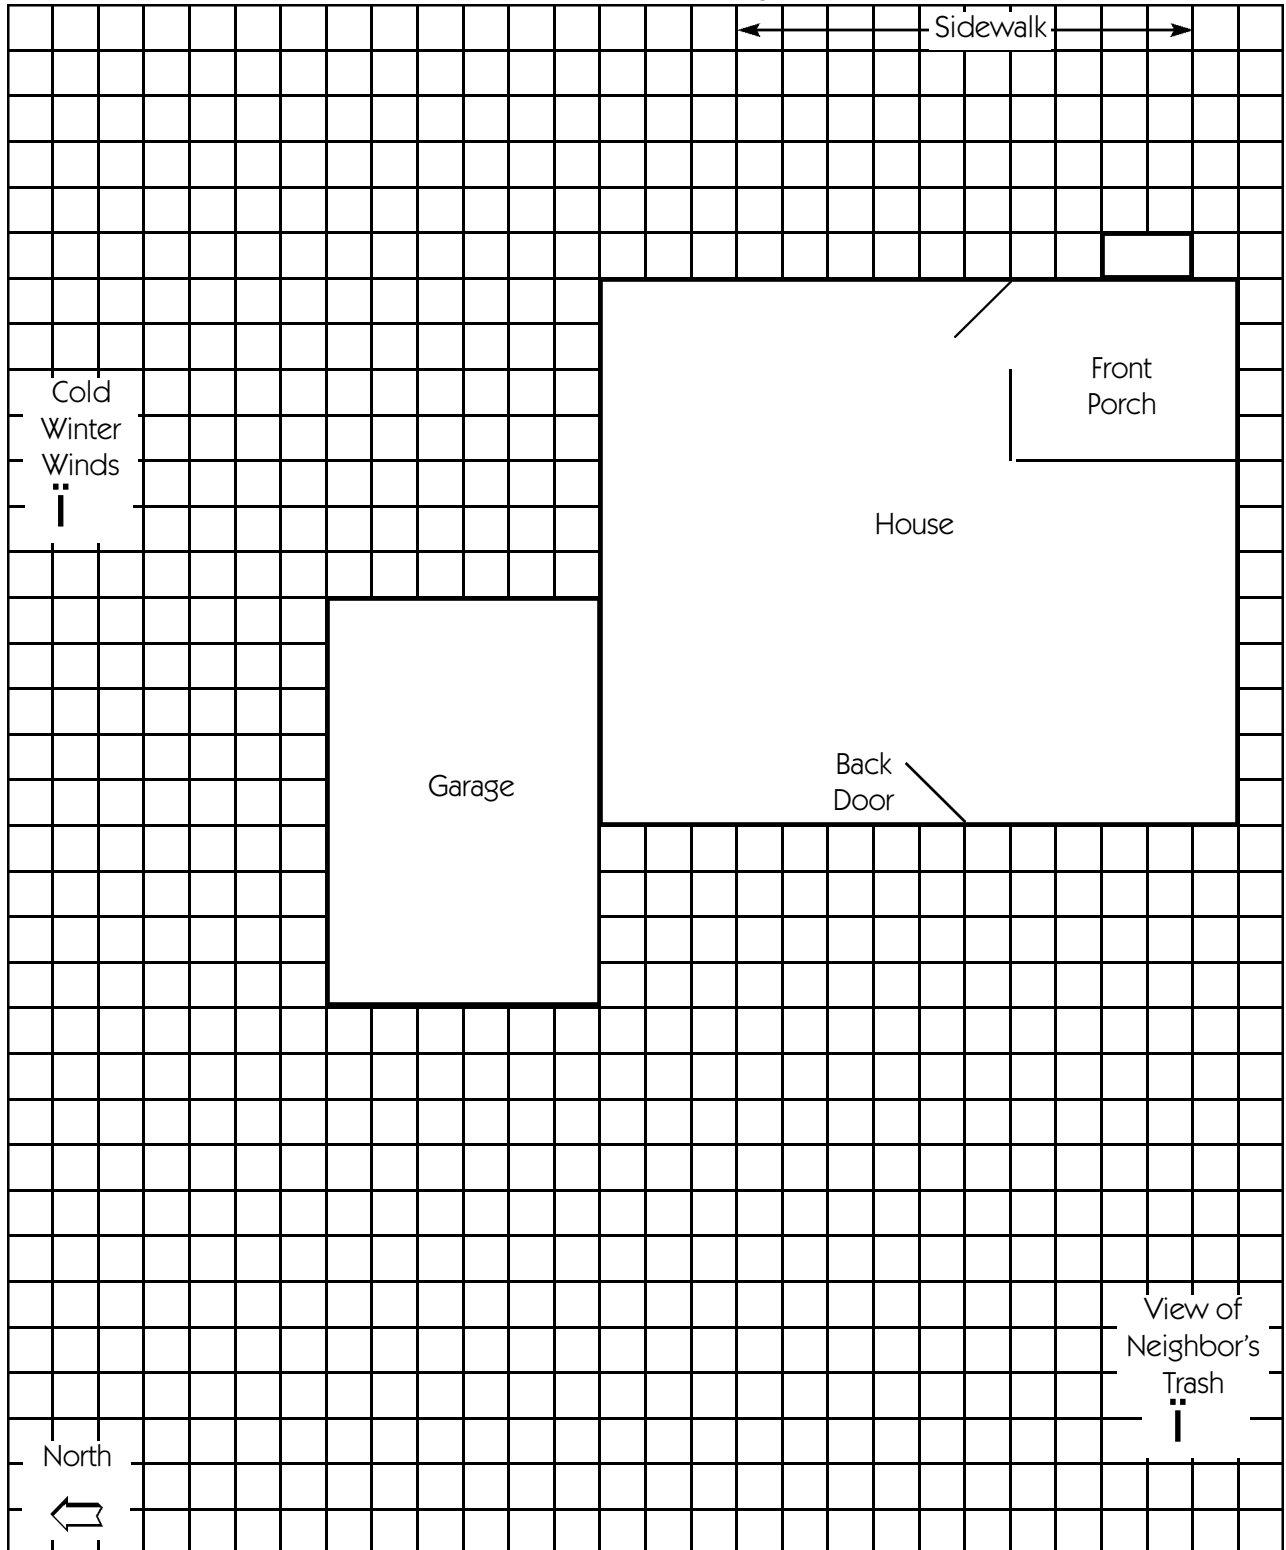 Sidewalk
Cold
Winter
Winds
ï
Front
Porch
House
Garage
Back
Door
View of
Neighbor's
Trash
ï
North